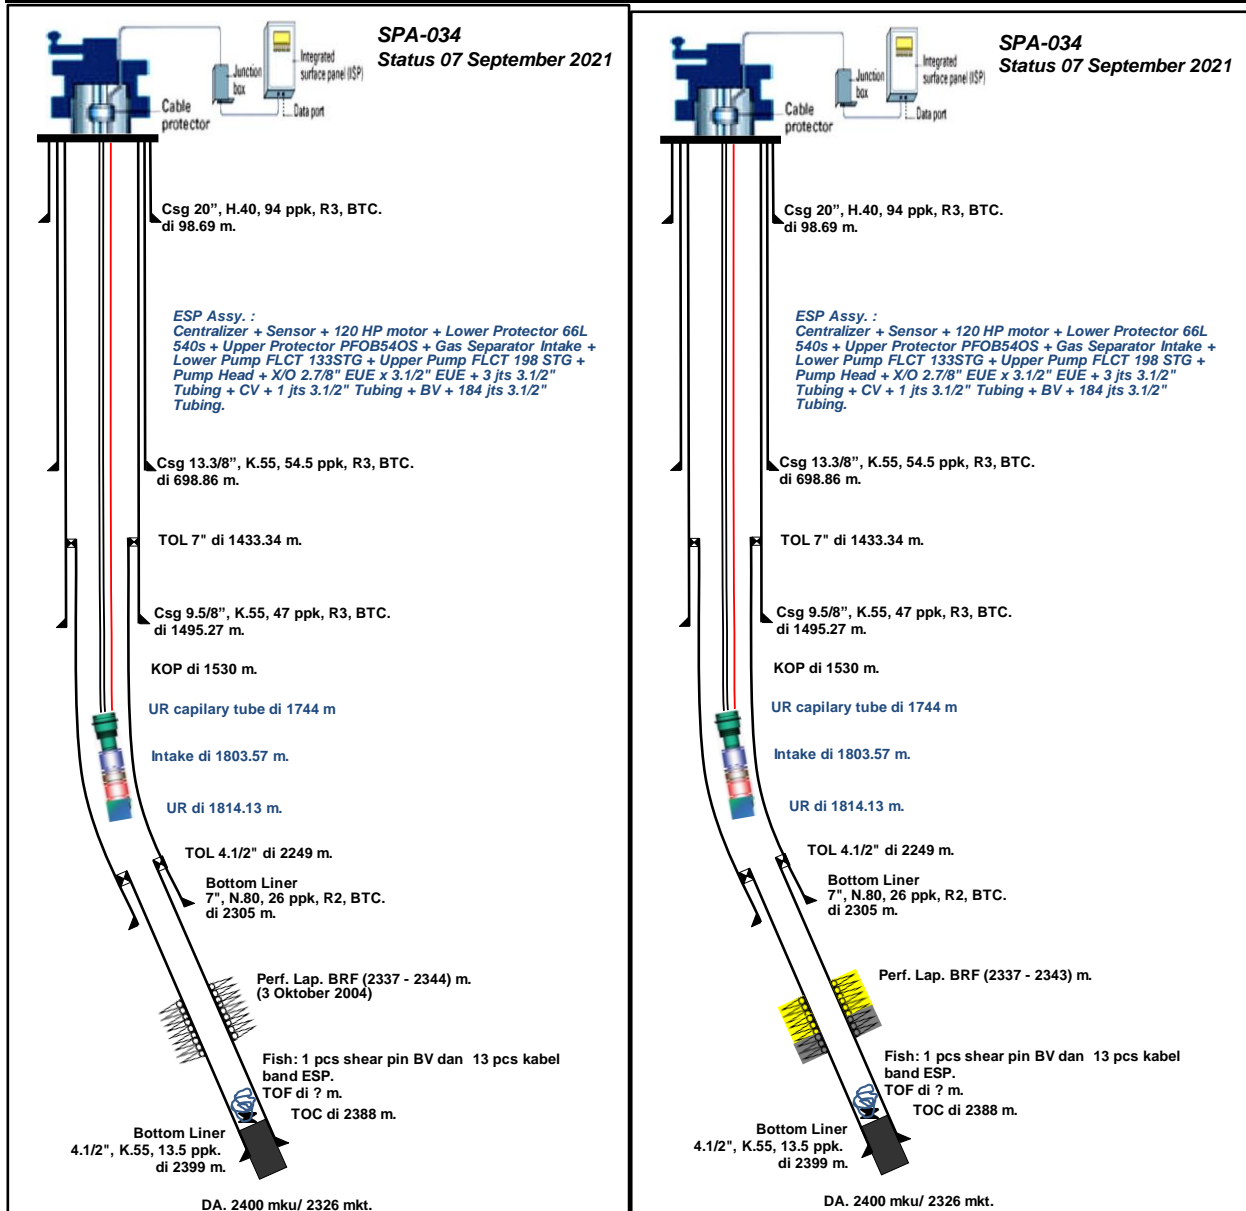 SPA-034
Status 07 September 2021
Junction
box
Integrated
surface panel (ISP)
Data port
Cable
protector
Csg 20”, H.40, 94 ppk, R3, BTC.
di 98.69 m.
ESP Assy. :
Centralizer + Sensor + 120 HP motor + Lower Protector 66L
540s + Upper Protector PFOB54OS + Gas Separator Intake +
Lower Pump FLCT 133STG + Upper Pump FLCT 198 STG +
Pump Head + X/O 2.7/8" EUE x 3.1/2" EUE + 3 jts 3.1/2"
Tubing + CV + 1 jts 3.1/2" Tubing + BV + 184 jts 3.1/2"
Tubing.
Csg 13.3/8”, K.55, 54.5 ppk, R3, BTC.
di 698.86 m.
TOL 7" di 1433.34 m.
Csg 9.5/8”, K.55, 47 ppk, R3, BTC.
di 1495.27 m.
KOP di 1530 m.
UR capilary tube di 1744 m
Intake di 1803.57 m.
UR di 1814.13 m.
TOL 4.1/2" di 2249 m.
Bottom Liner
7", N.80, 26 ppk, R2, BTC.
di 2305 m.
Perf. Lap. BRF (2337 - 2344) m.
(3 Oktober 2004)
Fish: 1 pcs shear pin BV dan 13 pcs kabel
band ESP.
TOF di ? m.
TOC di 2388 m.
Bottom Liner
4.1/2", K.55, 13.5 ppk.
di 2399 m.
DA. 2400 mku/ 2326 mkt.
SPA-034
Status 07 September 2021
Junction
box
Integrated
surface panel (ISP)
Data port
Cable
protector
Csg 20”, H.40, 94 ppk, R3, BTC.
di 98.69 m.
ESP Assy. :
Centralizer + Sensor + 120 HP motor + Lower Protector 66L
540s + Upper Protector PFOB54OS + Gas Separator Intake +
Lower Pump FLCT 133STG + Upper Pump FLCT 198 STG +
Pump Head + X/O 2.7/8" EUE x 3.1/2" EUE + 3 jts 3.1/2"
Tubing + CV + 1 jts 3.1/2" Tubing + BV + 184 jts 3.1/2"
Tubing.
Csg 13.3/8”, K.55, 54.5 ppk, R3, BTC.
di 698.86 m.
TOL 7" di 1433.34 m.
Csg 9.5/8”, K.55, 47 ppk, R3, BTC.
di 1495.27 m.
KOP di 1530 m.
UR capilary tube di 1744 m
Intake di 1803.57 m.
UR di 1814.13 m.
TOL 4.1/2" di 2249 m.
Bottom Liner
7", N.80, 26 ppk, R2, BTC.
di 2305 m.
Perf. Lap. BRF (2337 - 2343) m.
Fish: 1 pcs shear pin BV dan 13 pcs kabel
band ESP.
TOF di ? m.
TOC di 2388 m.
Bottom Liner
4.1/2", K.55, 13.5 ppk.
di 2399 m.
DA. 2400 mku/ 2326 mkt.